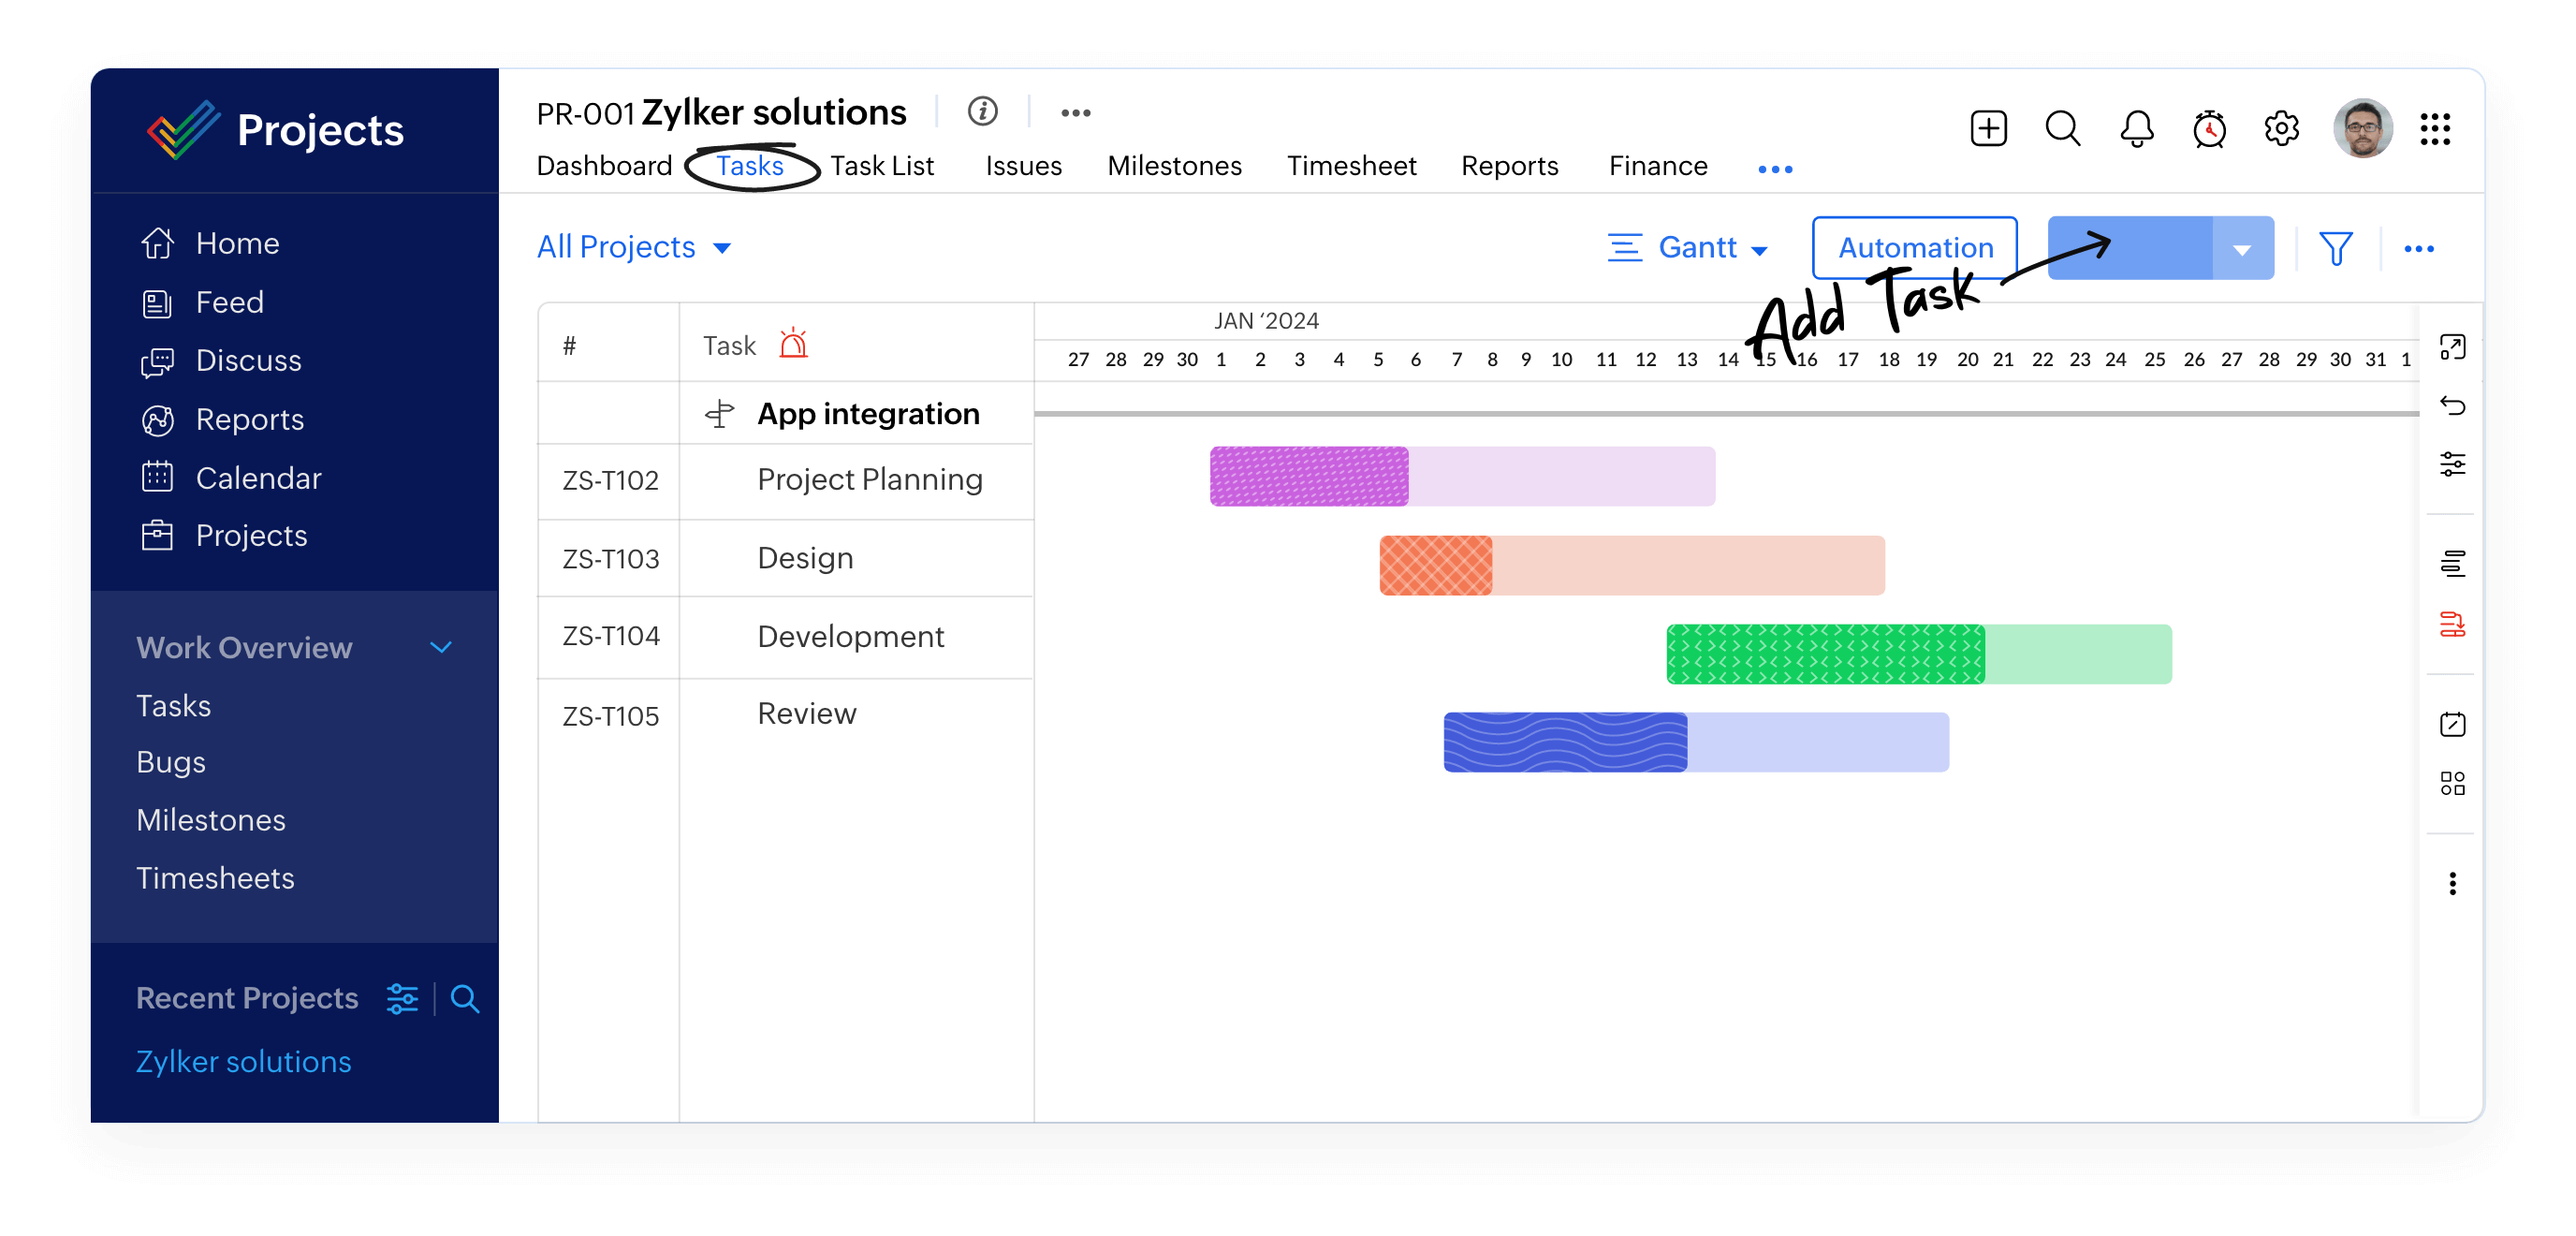 Projects
Home
Feed
Discuss
Reports
Calendar
Projects
Work Overview
Tasks
Bugs
Milestones
Timesheets
Recent Projects
Zylker solutions
PR-001 Zylker solutions
Dashboard Tasks Task List Issues Milestones Timesheet Reports Finance
All Projects Gantt Automation
Add Task
# Task
JAN ‘2024
27 28 29 30 1 2 3 4 5 6 7 8 9 10 11 12 13 14 15 16 17 18 19 20 21 22 23 24 25 26 27 28 29 30 31 1
App integration
ZS-T102 Project Planning
ZS-T103 Design
ZS-T104 Development
ZS-T105 Review